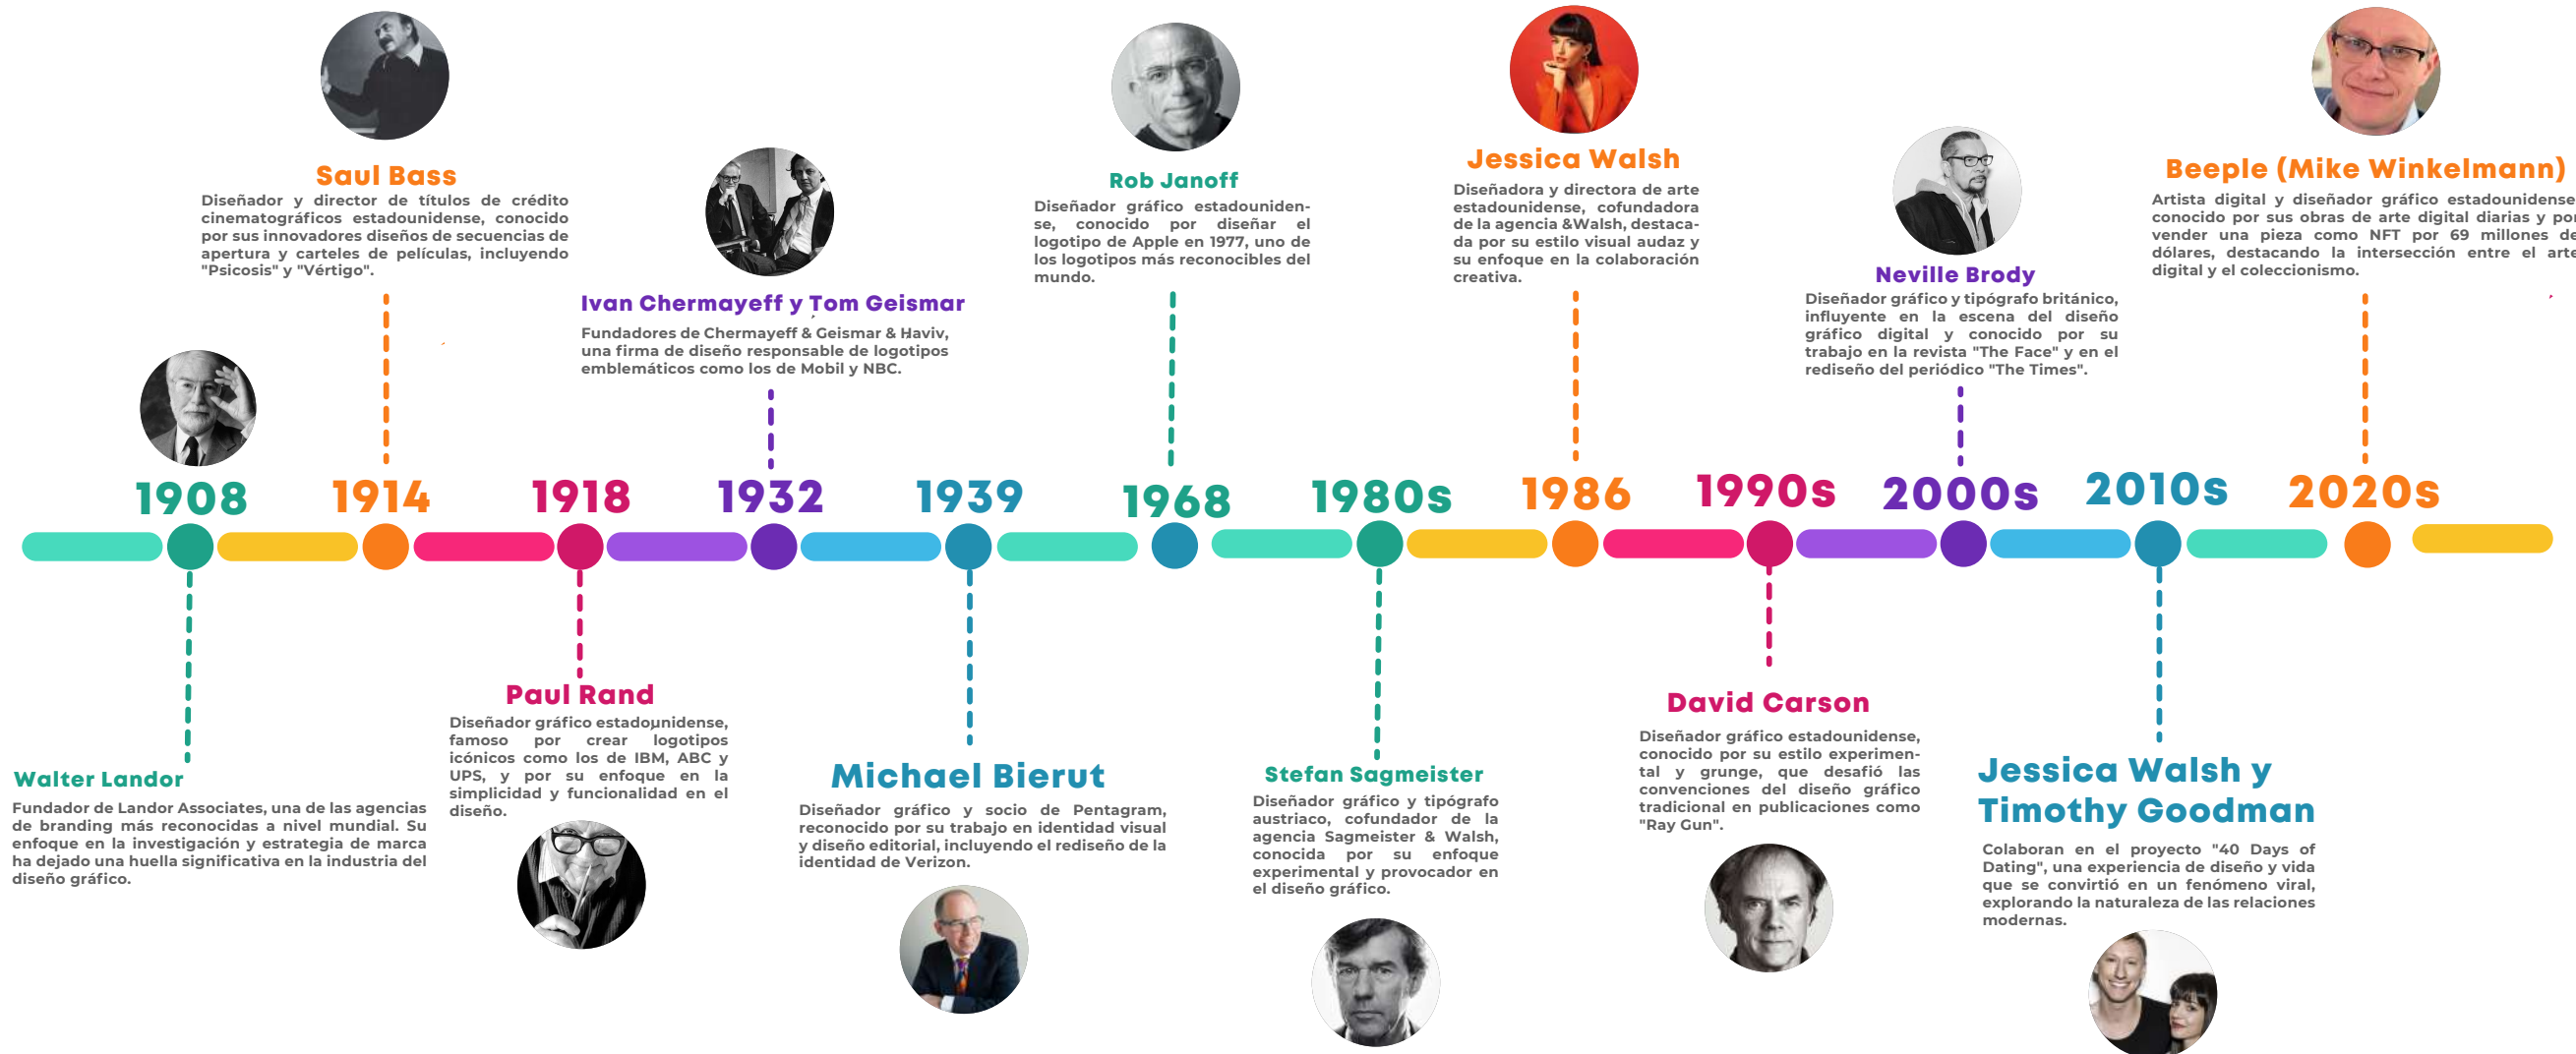 Saul Bass
Diseñador y director de títulos de crédito
cinematográficos estadounidense, conocido
por sus innovadores diseños de secuencias de
apertura y carteles de películas, incluyendo
"Psicosis" y "Vértigo".
Ivan Chermayeff y Tom Geismar
Fundadores de Chermayeff & Geismar & Haviv,
una firma de diseño responsable de logotipos
emblemáticos como los de Mobil y NBC.
Rob Janoff
Diseñador gráfico estadouniden-
se, conocido por diseñar el
logotipo de Apple en 1977, uno de
los logotipos más reconocibles del
mundo.
Jessica Walsh
Diseñadora y directora de arte
estadounidense, cofundadora
de la agencia &Walsh, destaca-
da por su estilo visual audaz y
su enfoque en la colaboración
creativa.
Neville Brody
Diseñador gráfico y tipógrafo británico,
influyente en la escena del diseño
gráfico digital y conocido por su
trabajo en la revista "The Face" y en el
rediseño del periódico "The Times".
Beeple (Mike Winkelmann)
Artista digital y diseñador gráfico estadounidense
conocido por sus obras de arte digital diarias y por
vender una pieza como NFT por 69 millones de
dólares, destacando la intersección entre el arte
digital y el coleccionismo.
1908
1914
1918
1932
1939
1968
1980s
1986
1990s
2000s
2010s
2020s
Walter Landor
Fundador de Landor Associates, una de las agencias
de branding más reconocidas a nivel mundial. Su
enfoque en la investigación y estrategia de marca
ha dejado una huella significativa en la industria del
diseño gráfico.
Paul Rand
Diseñador gráfico estadounidense,
famoso por crear logotipos
icónicos como los de IBM, ABC y
UPS, y por su enfoque en la
simplicidad y funcionalidad en el
diseño.
Michael Bierut
Diseñador gráfico y socio de Pentagram,
reconocido por su trabajo en identidad visual
y diseño editorial, incluyendo el rediseño de la
identidad de Verizon.
Stefan Sagmeister
Diseñador gráfico y tipógrafo
austriaco, cofundador de la
agencia Sagmeister & Walsh,
conocida por su enfoque
experimental y provocador en
el diseño gráfico.
David Carson
Diseñador gráfico estadounidense,
conocido por su estilo experimen-
tal y grunge, que desafió las
convenciones del diseño gráfico
tradicional en publicaciones como
"Ray Gun".
Jessica Walsh y
Timothy Goodman
Colaboran en el proyecto "40 Days of
Dating", una experiencia de diseño y vida
que se convirtió en un fenómeno viral,
explorando la naturaleza de las relaciones
modernas.